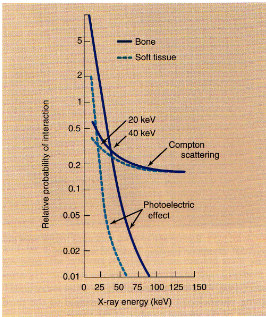 Bone
Soft tissue
5
2
1
0.5
0.2
0.1
0.05
0.02
0.01
20 keV
40 keV
Compton
scattering
Photoelectric
effect
Relative probability of interaction
0 25 50 75 100 125 150
X-ray energy (keV)